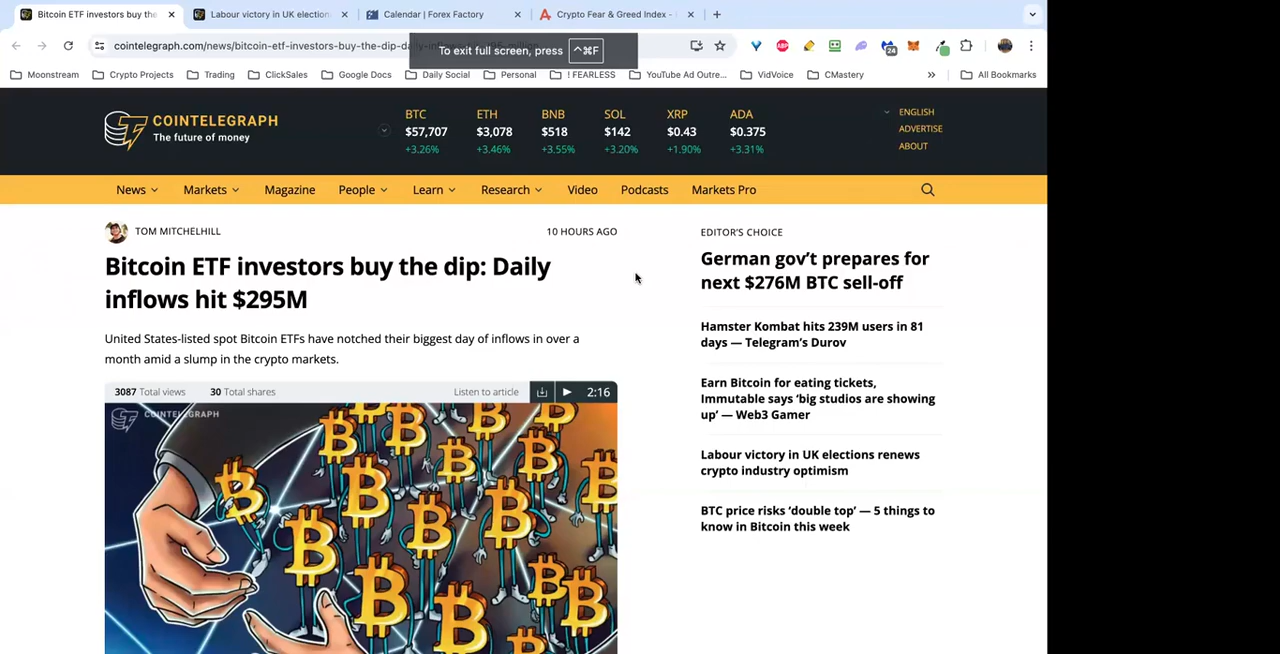 Bitcoin ETF investors buy the
Labour victory in UK election
Calendar | Forex Factory
Crypto Fear & Greed Index -
cointelegraph.com/news/bitcoin-etf-investors-buy-the-dip-da
To exit full screen, press ^⌘F
24
Moonstream
Crypto Projects
Trading
ClickSales
Google Docs
Daily Social
Personal
! FEARLESS
YouTube Ad Outre...
VidVoice
CMastery
»
All Bookmarks
COINTELEGRAPH
The future of money
BTC ETH BNB SOL XRP ADA
$57,707 $3,078 $518 $142 $0.43 $0.375
+3.26% +3.46% +3.55% +3.20% +1.90% +3.31%
ENGLISH
ADVERTISE
ABOUT
News Markets Magazine People Learn Research Video Podcasts Markets Pro
TOM MITCHELHILL 10 HOURS AGO
Bitcoin ETF investors buy the dip: Daily
inflows hit $295M
United States-listed spot Bitcoin ETFs have notched their biggest day of inflows in over a
month amid a slump in the crypto markets.
3087 Total views 30 Total shares Listen to article 2:16
COINTELEGRAPH
EDITOR'S CHOICE
German gov't prepares for
next $276M BTC sell-off
Hamster Kombat hits 239M users in 81
days — Telegram's Durov
Earn Bitcoin for eating tickets,
Immutable says 'big studios are showing
up' — Web3 Gamer
Labour victory in UK elections renews
crypto industry optimism
BTC price risks 'double top' — 5 things to
know in Bitcoin this week